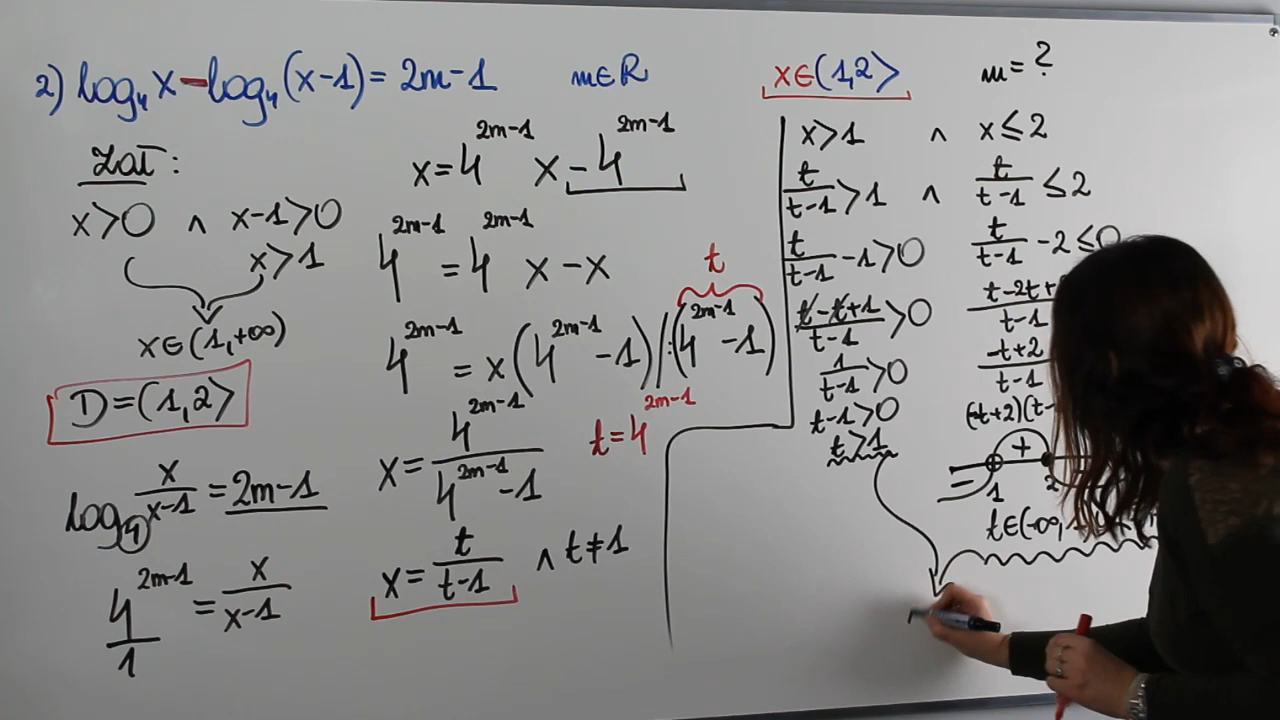 2) log₄x-log₄(x-1)=2m-1 m∈R x∈(1,2> m=?
Zał:
x>0 ∧ x-1>0
x>1
x∈(1,+∞)
D=(1,2>
log₄ x/(x-1) = 2m-1
4^(2m-1)/1 = x/(x-1)
x=4^(2m-1) x-4^(2m-1)
4^(2m-1) = 4^(2m-1) x-x
t
4^(2m-1) = x(4^(2m-1) -1) |:(4^(2m-1) -1)
t=4^(2m-1)
x= 4^(2m-1)/(4^(2m-1) -1)
x= t/(t-1) ∧ t≠1
x>1 ∧ x≤2
t/(t-1) >1 ∧ t/(t-1) ≤2
t/(t-1) -1>0
(t-t+1)/(t-1) >0
1/(t-1) >0
t-1>0
t>1
t/(t-1) -2≤0
t-2t+
t-1
-t+2
t-1
(-t+2)(t-
+
1 2
t∈(-∞,